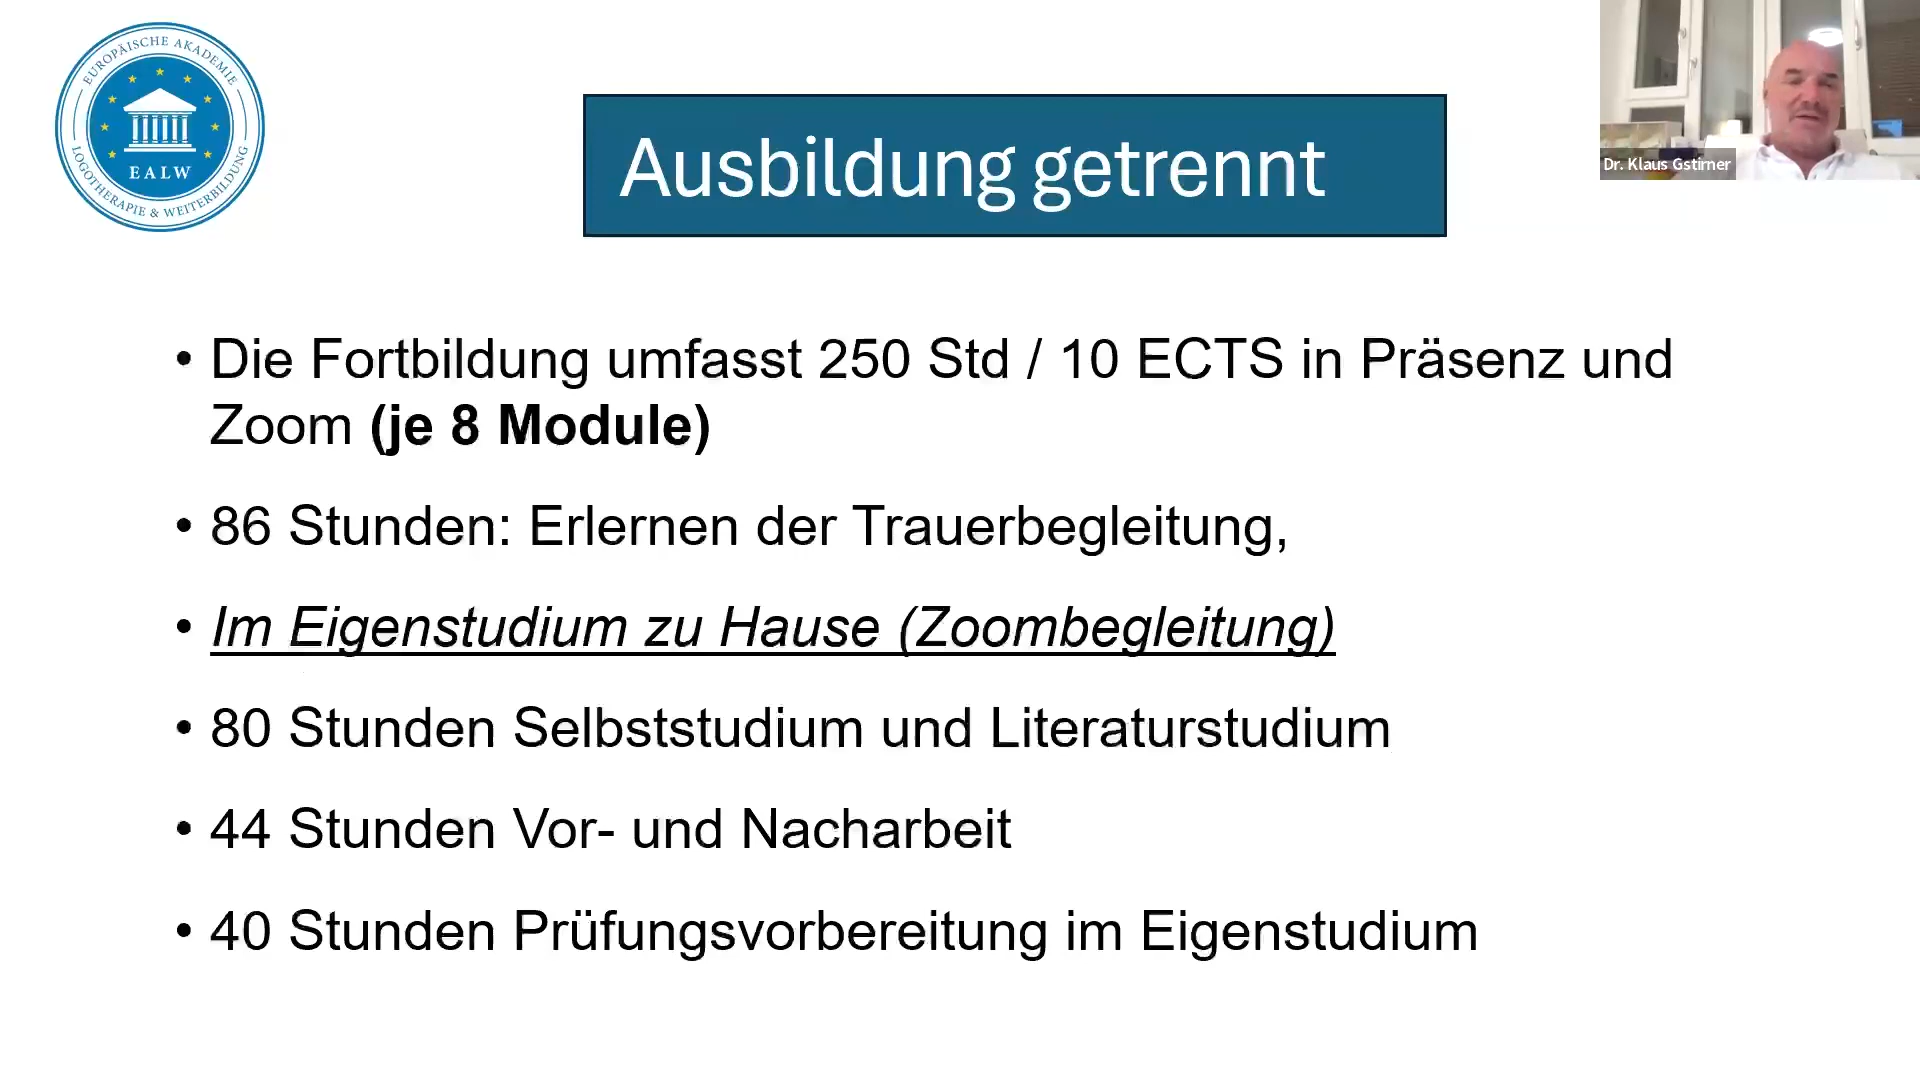 EUROPÄISCHE AKADEMIE
EALW
LOGOTHERAPIE & WEITERBILDUNG
Ausbildung getrennt
Dr. Klaus Gstirner
• Die Fortbildung umfasst 250 Std / 10 ECTS in Präsenz und
Zoom (je 8 Module)
• 86 Stunden: Erlernen der Trauerbegleitung,
• Im Eigenstudium zu Hause (Zoombegleitung)
• 80 Stunden Selbststudium und Literaturstudium
• 44 Stunden Vor- und Nacharbeit
• 40 Stunden Prüfungsvorbereitung im Eigenstudium